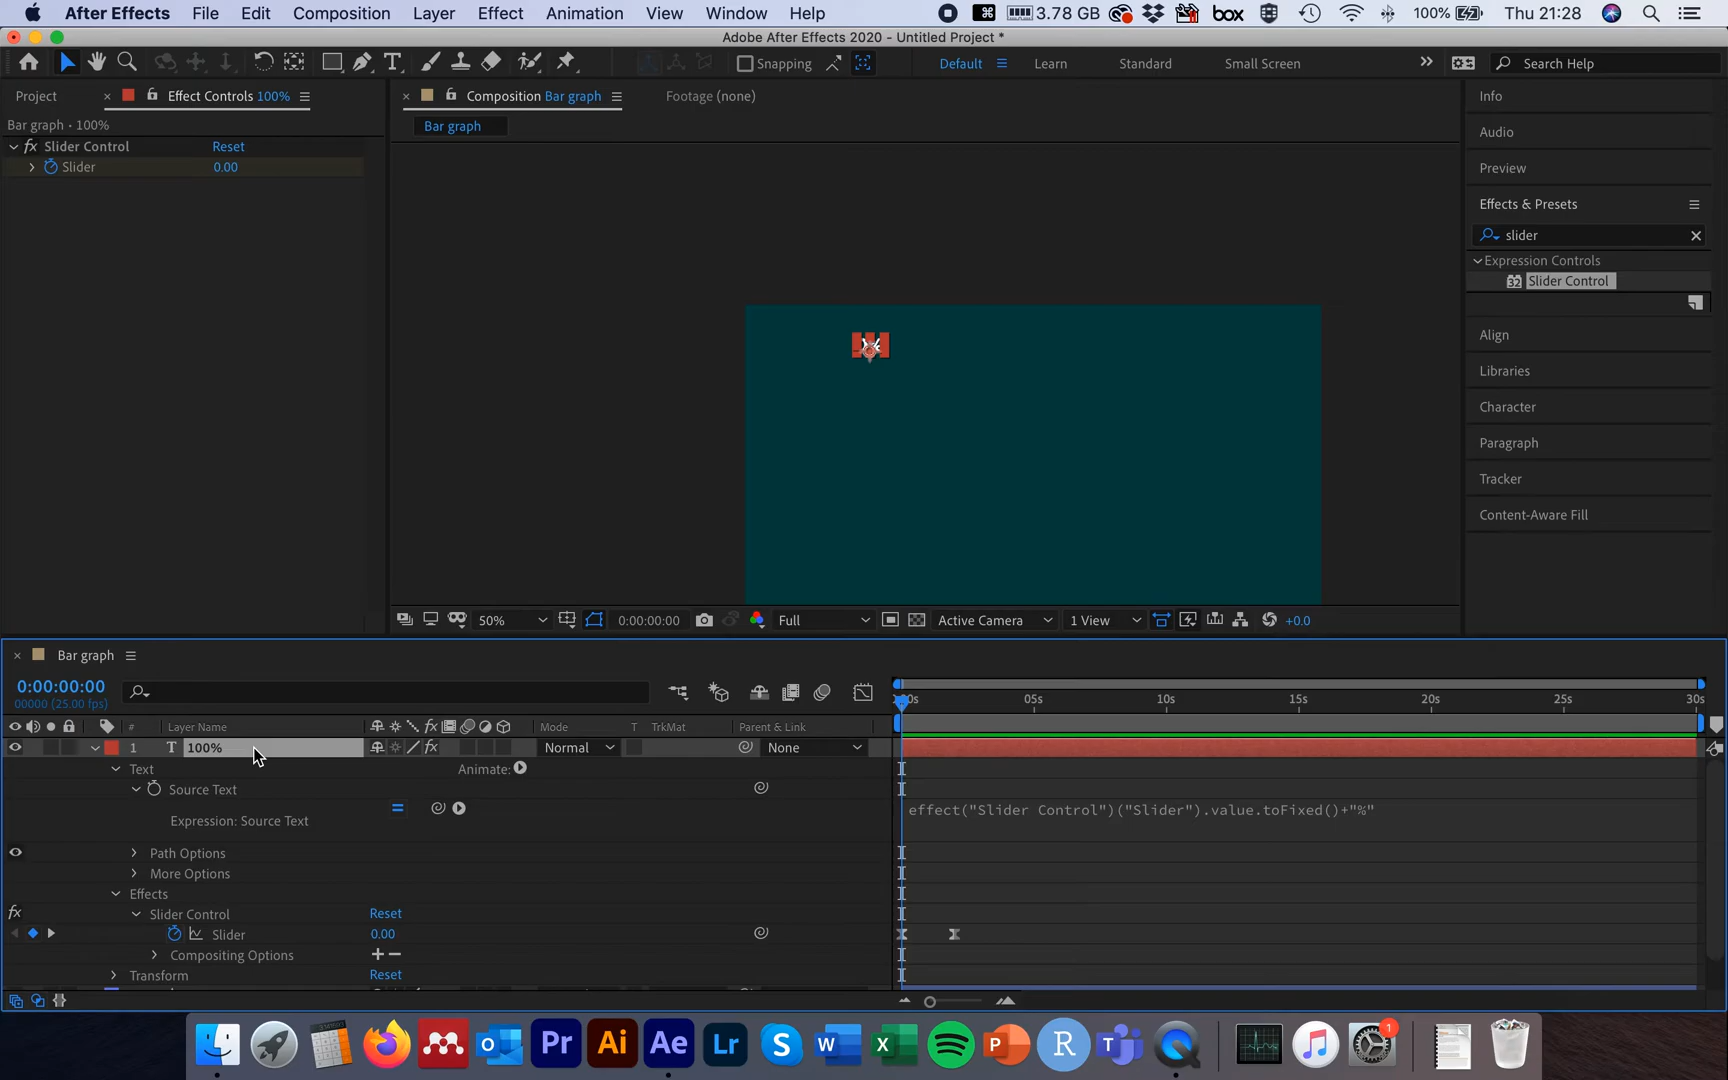 After Effects File Edit Composition Layer Effect Animation View Window Help 3.78 GB box 100% Thu 21:28
Adobe After Effects 2020 - Untitled Project *
Snapping Default Learn Standard Small Screen Search Help
Project Effect Controls 100% Composition Bar graph Footage (none) Info
Bar graph • 100% Bar graph
Slider Control Reset
Slider 0.00
Audio
Preview
Effects & Presets
slider
Expression Controls
32 Slider Control
Align
Libraries
Character
Paragraph
Tracker
Content-Aware Fill
50% 0:00:00:00 Full Active Camera 1 View +0.0
Bar graph
0:00:00:00
00000 (25.00 fps)
05s 10s 15s 20s 25s 30s
# Layer Name Mode T TrkMat Parent & Link
1 T 100% Normal None
Text Animate:
Source Text
Expression: Source Text effect("Slider Control")("Slider").value.toFixed()+"%"
Path Options
More Options
Effects
fx Slider Control Reset
Slider 0.00
Compositing Options + −
Transform Reset
Pr Ai Ae Lr S W X P R T 1